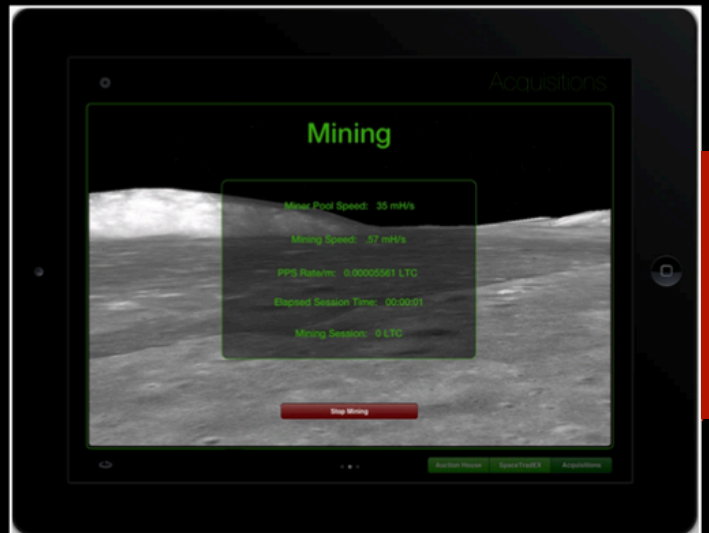 Acquisitions
Mining
Miner Pool Speed: 35 mH/s
Mining Speed: .57 mH/s
PPS Rate/m: 0.00005561 LTC
Elapsed Session Time: 00:00:01
Mining Session: 0 LTC
Stop Mining
Auction House SpaceTradEX Acquisitions